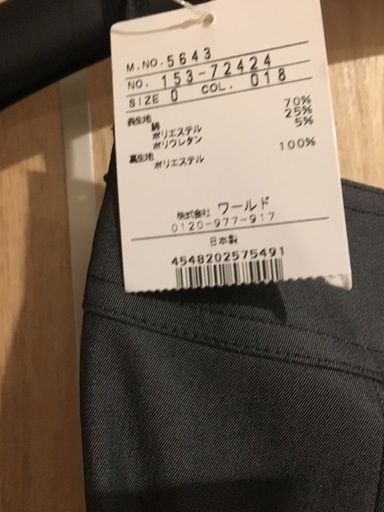 M.NO. 5643
NO. 153-72424
SIZE 0 COL. 018
表生地
綿 70%
ポリエステル 25%
ポリウレタン 5%
裏生地
ポリエステル 100%
株式会社 ワールド
0120-977-917
日本製
4548202575491